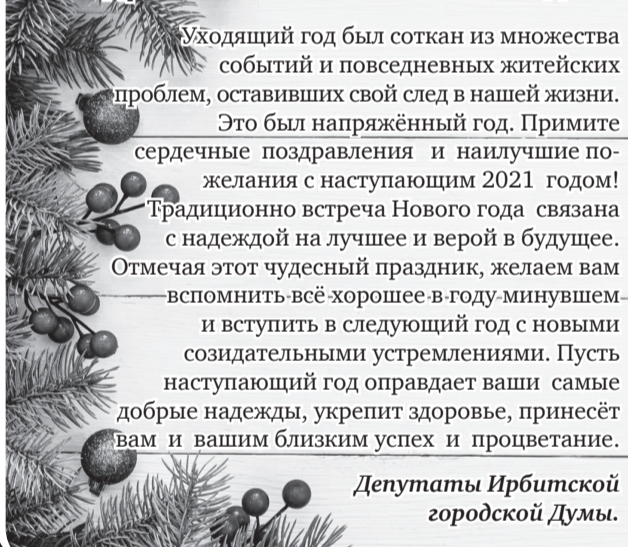 Уходящий год был соткан из множества
событий и повседневных житейских
проблем, оставивших свой след в нашей жизни.
Это был напряжённый год. Примите
сердечные поздравления и наилучшие по-
желания с наступающим 2021 годом!
Традиционно встреча Нового года связана
с надеждой на лучшее и верой в будущее.
Отмечая этот чудесный праздник, желаем вам
вспомнить всё хорошее в году минувшем
и вступить в следующий год с новыми
созидательными устремлениями. Пусть
наступающий год оправдает ваши самые
добрые надежды, укрепит здоровье, принесёт
вам и вашим близким успех и процветание.
Депутаты Ирбитской
городской Думы.